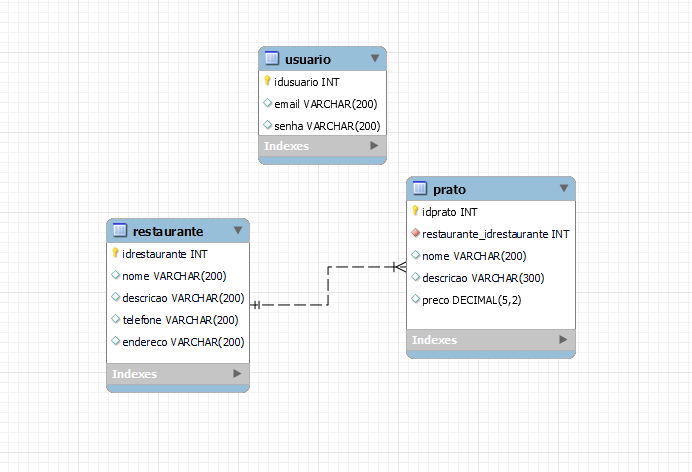 usuario
idusuario INT
email VARCHAR(200)
senha VARCHAR(200)
Indexes
prato
idprato INT
restaurante_idrestaurante INT
nome VARCHAR(200)
descricao VARCHAR(300)
preco DECIMAL(5,2)
Indexes
restaurante
idrestaurante INT
nome VARCHAR(200)
descricao VARCHAR(200)
telefone VARCHAR(200)
endereco VARCHAR(200)
Indexes